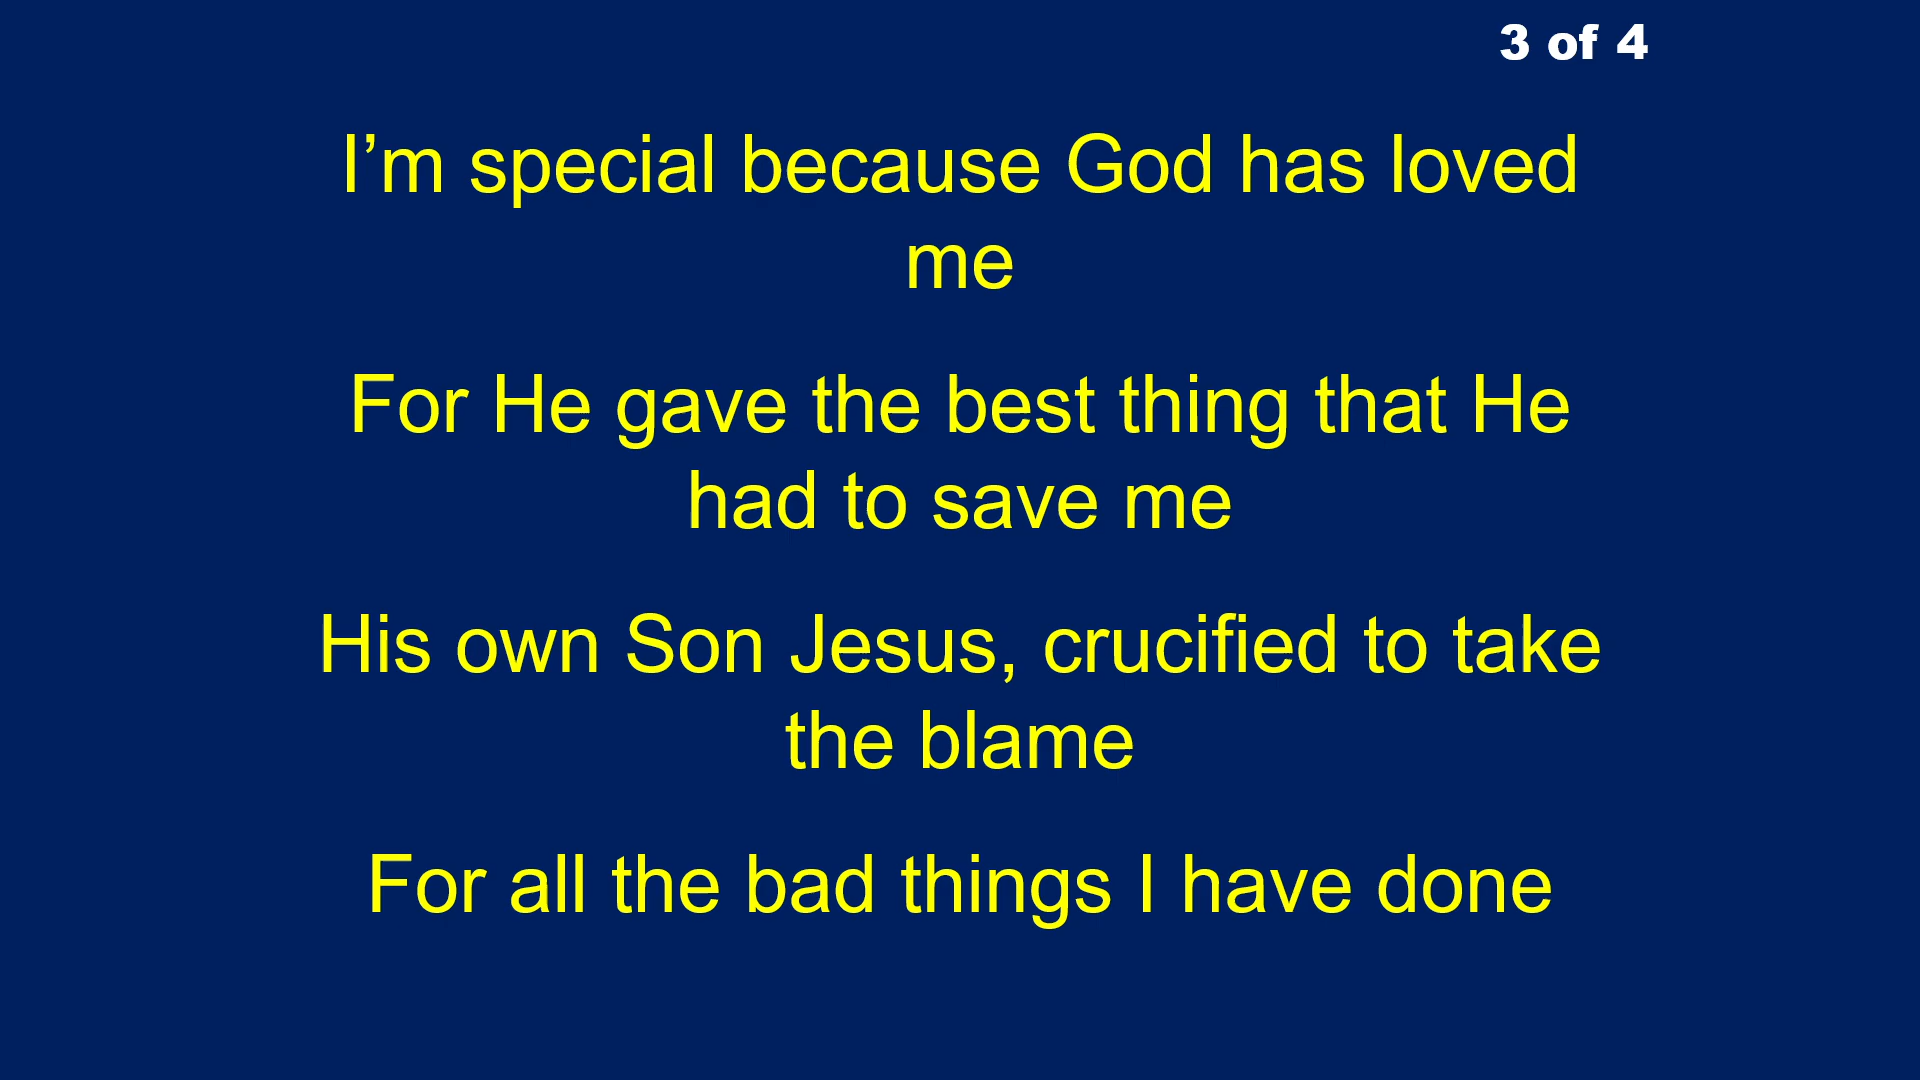 3 of 4
I’m special because God has loved
me
For He gave the best thing that He
had to save me
His own Son Jesus, crucified to take
the blame
For all the bad things I have done